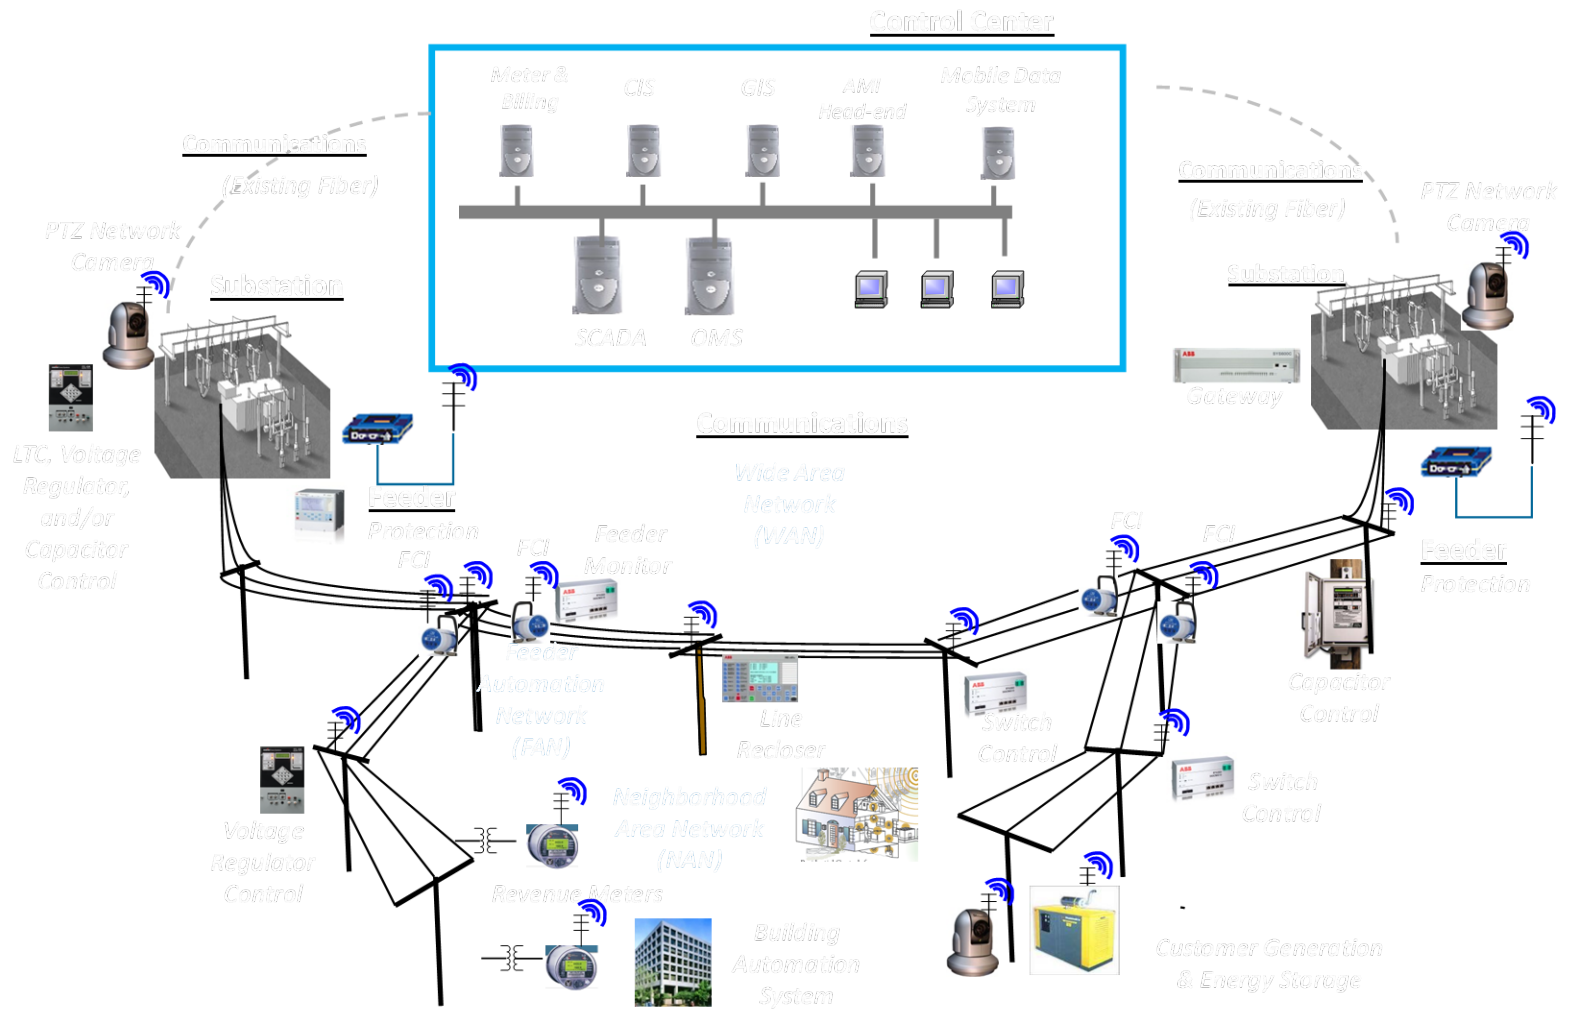 Control Center
Meter &
Billing
CIS
GIS
AMI
Head-end
Mobile Data
System
SCADA
OMS
Communications
(Existing Fiber)
PTZ Network
Camera
Substation
LTC, Voltage
Regulator,
and/or
Capacitor
Control
Feeder
Protection
FCI
FCI
Feeder
Monitor
Communications
Wide Area
Network
(WAN)
Communications
(Existing Fiber)
PTZ Network
Camera
Substation
ABB
Gateway
FCI
FCI
Feeder
Protection
ABB
Feeder
Automation
Network
(FAN)
Line
Recloser
ABB
Switch
Control
Capacitor
Control
ABB
Switch
Control
Voltage
Regulator
Control
Neighborhood
Area Network
(NAN)
Revenue Meters
Building
Automation
System
Customer Generation
& Energy Storage